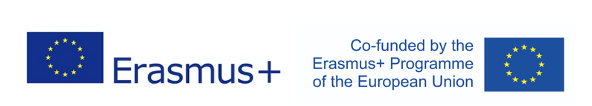 Erasmus+
Co-funded by the
Erasmus+ Programme
of the European Union